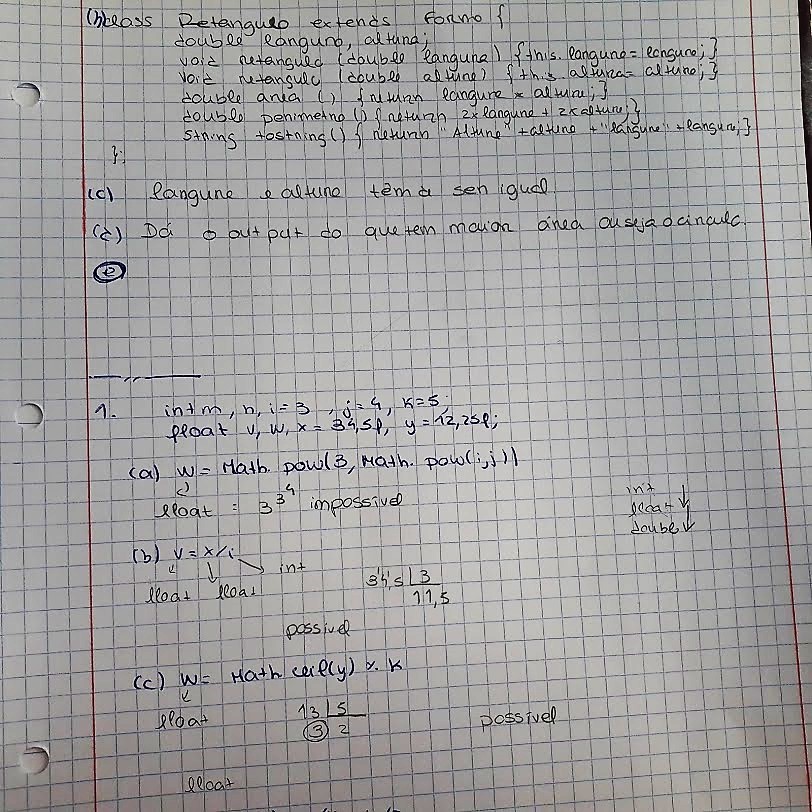 (b) class Retangulo extends forma {
double largura, altura;
void retangulo (double largura) {this.largura = largura;}
void retangulo (double altura) {this.altura = altura;}
double area () {return largura * altura;}
double perimetro () {return 2x largura + 2x altura;}
String tostring() { return "Altura" + altura + "largura" + largura;}
};
(c) largura e altura têm de ser igual
(d) Dá o output do que tem maior área ou seja o circulo.
(e)
1. int m, n, i=3, j=4, k=5;
float v, w, x = 34,5f, y = 12,25f;
(a) w = Math. pow(3, Math. pow(i,j))
float : 3 3 4 impossivel
int
float
double
(b) v = x/i
float float int
34,5 3
11,5
possivel
(c) w = Math ceil(y) % k
float 13 5 possivel
3 2
float